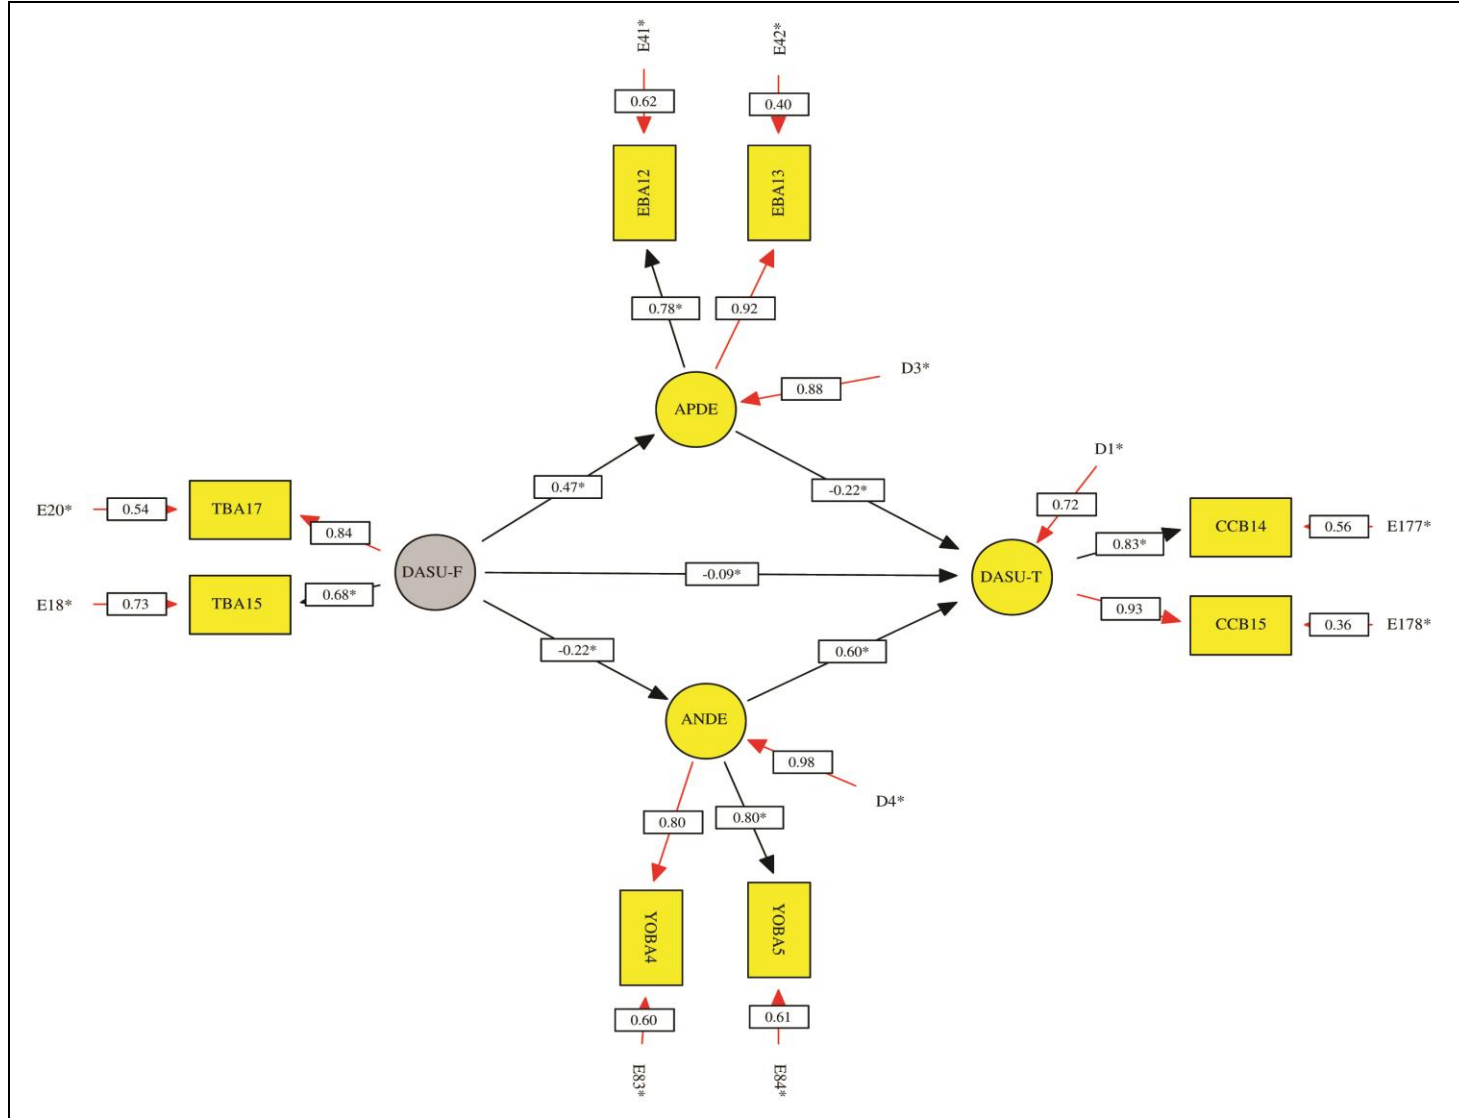 E41*
E42*
0.62
0.40
EBA12
EBA13
0.78*
0.92
D3*
0.88
APDE
D1*
0.47*
-0.22*
0.72
E20*
0.54
TBA17
0.84
CCB14
0.56
E177*
0.83*
DASU-F
-0.09*
DASU-T
E18*
0.73
TBA15
0.68*
0.93
CCB15
0.36
E178*
-0.22*
0.60*
ANDE
0.98
D4*
0.80
0.80*
YOBA4
YOBA5
0.60
0.61
E83*
E84*